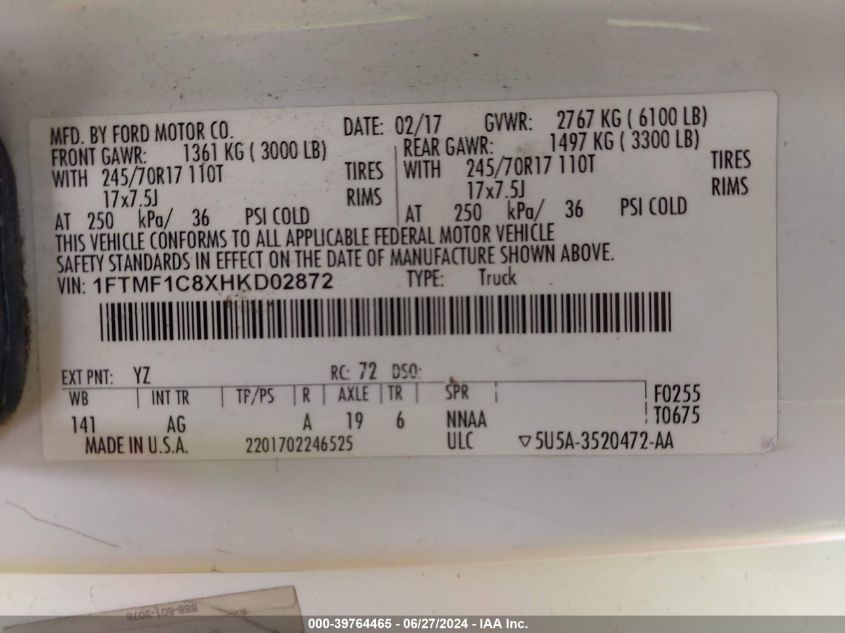 MFD. BY FORD MOTOR CO. DATE: 02/17 GVWR: 2767 KG ( 6100 LB)
FRONT GAWR: 1361 KG ( 3000 LB) REAR GAWR: 1497 KG ( 3300 LB)
WITH 245/70R17 110T TIRES WITH 245/70R17 110T TIRES
17x7.5J RIMS 17x7.5J RIMS
AT 250 kPa/ 36 PSI COLD AT 250 kPa/ 36 PSI COLD
THIS VEHICLE CONFORMS TO ALL APPLICABLE FEDERAL MOTOR VEHICLE
SAFETY STANDARDS IN EFFECT ON THE DATE OF MANUFACTURE SHOWN ABOVE.
VIN: 1FTMF1C8XHKD02872 TYPE: Truck
EXT PNT: YZ RC: 72 DSO:
WB INT TR TP/PS R AXLE TR SPR F0255
141 AG A 19 6 NNAA T0675
MADE IN U.S.A. 2201702246525 ULC ▽5U5A-3520472-AA
888-801-3078
000-39764465 - 06/27/2024 - IAA Inc.